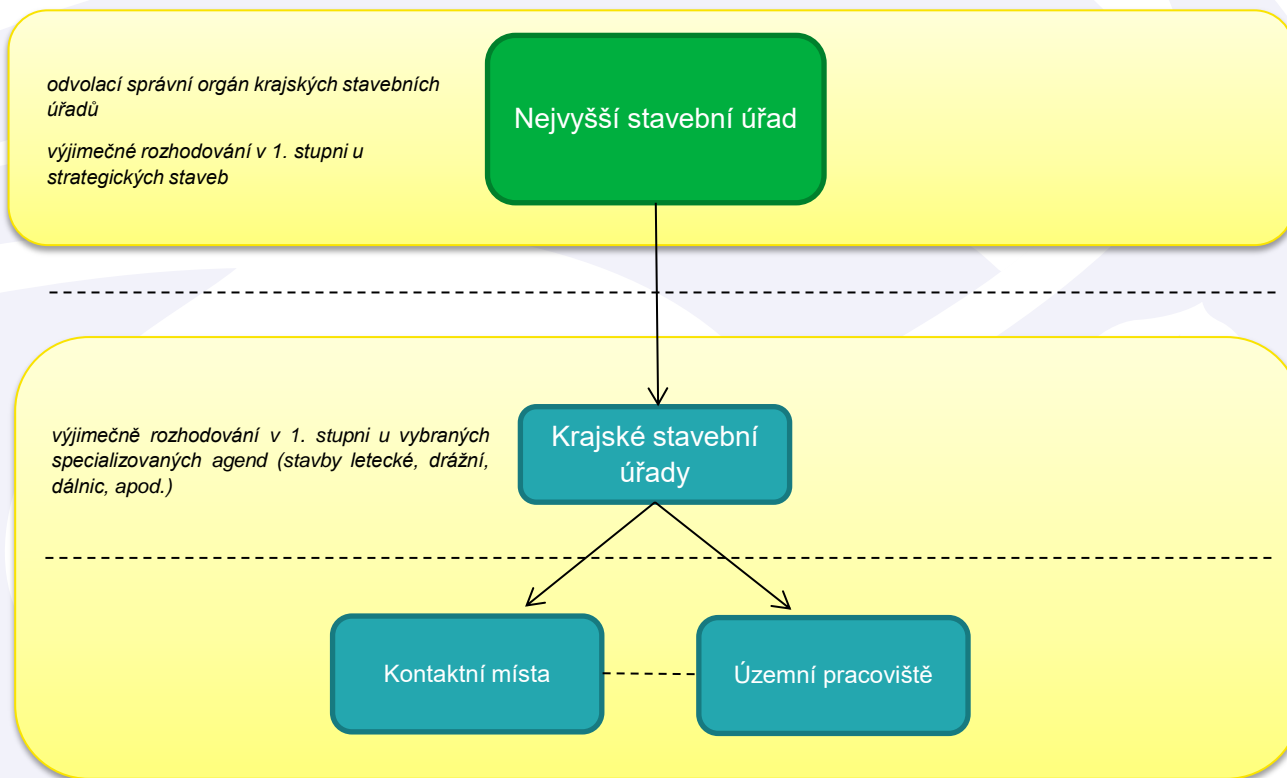 odvolací správní orgán krajských stavebních
úřadů
výjimečné rozhodování v 1. stupni u
strategických staveb
Nejvyšší stavební úřad
výjimečně rozhodování v 1. stupni u vybraných
specializovaných agend (stavby letecké, drážní,
dálnic, apod.)
Krajské stavební
úřady
Kontaktní místa
Územní pracoviště